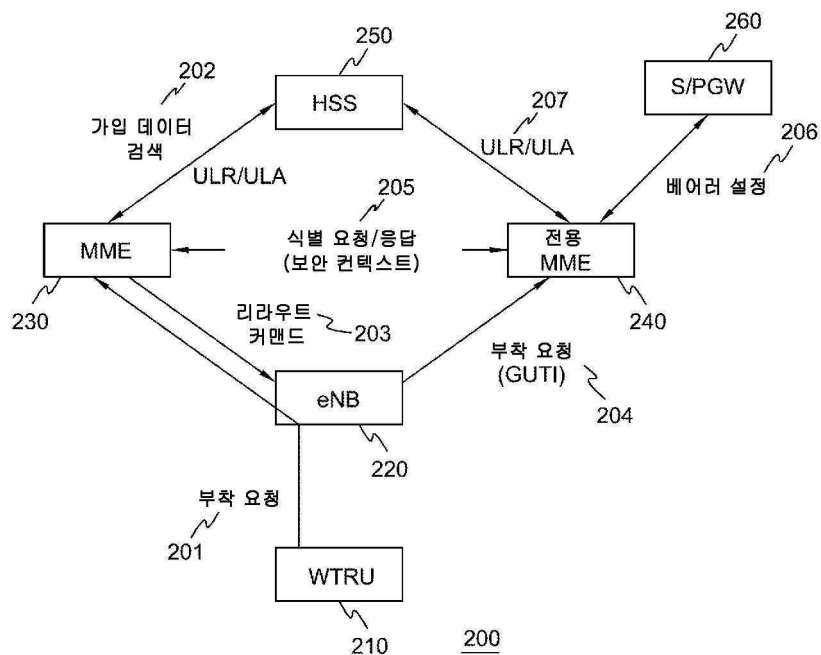 250
260
202
HSS
S/PGW
가입 데이터
검색
207
ULR/ULA
206
ULR/ULA
205
베어러 설정
MME
식별 요청/응답
(보안 컨텍스트)
전용
MME
230
리라우트
커맨드
203
240
부착 요청
(GUTI)
204
eNB
220
부착 요청
201
WTRU
210
200